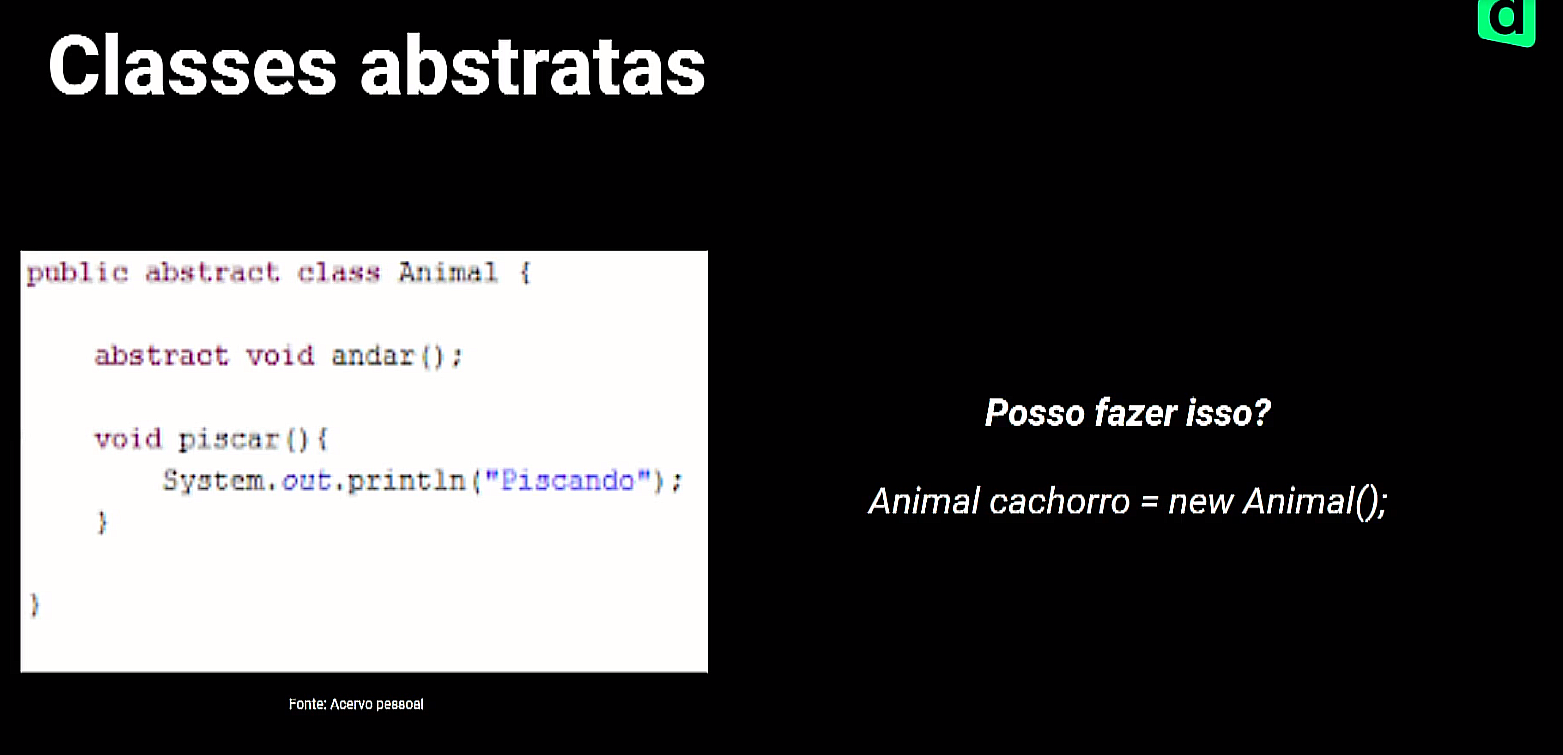 d
Classes abstratas
public abstract class Animal {
abstract void andar();
void piscar(){
System.out.println("Piscando");
}
}
Fonte: Acervo pessoal
Posso fazer isso?
Animal cachorro = new Animal();